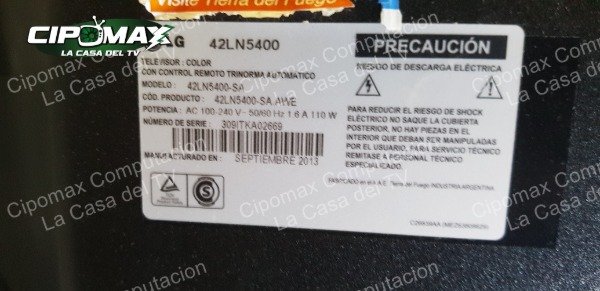 Visite Tierra del Fuego
CIPOMAX
LA CASA DEL TV
LG 42LN5400
TELEVISOR: COLOR
CON CONTROL REMOTO TRINORMA AUTOMATICO
MODELO : 42LN5400-SA
CÓD. PRODUCTO : 42LN5400-SA.AWE
POTENCIA : AC 100-240 V~ 50/60 Hz 1.6 A 110 W
NÚMERO DE SERIE : 309ITKA02669
ARMADO EN : SEPTIEMBRE 2013
PRECAUCIÓN
RIESGO DE DESCARGA ELÉCTRICA
PARA REDUCIR EL RIESGO DE SHOCK
ELÉCTRICO NO SAQUE LA CUBIERTA
POSTERIOR, NO HAY PIEZAS EN EL
INTERIOR QUE DEBAN SER MANIPULADAS
POR EL USUARIO, PARA SERVICIO TÉCNICO
REMITASE A PERSONAL TÉCNICO
ESPECIALIZADO.
Tierra del Fuego INDUSTRIA ARGENTINA
S
Cipomax Computacion
La Casa del Tv